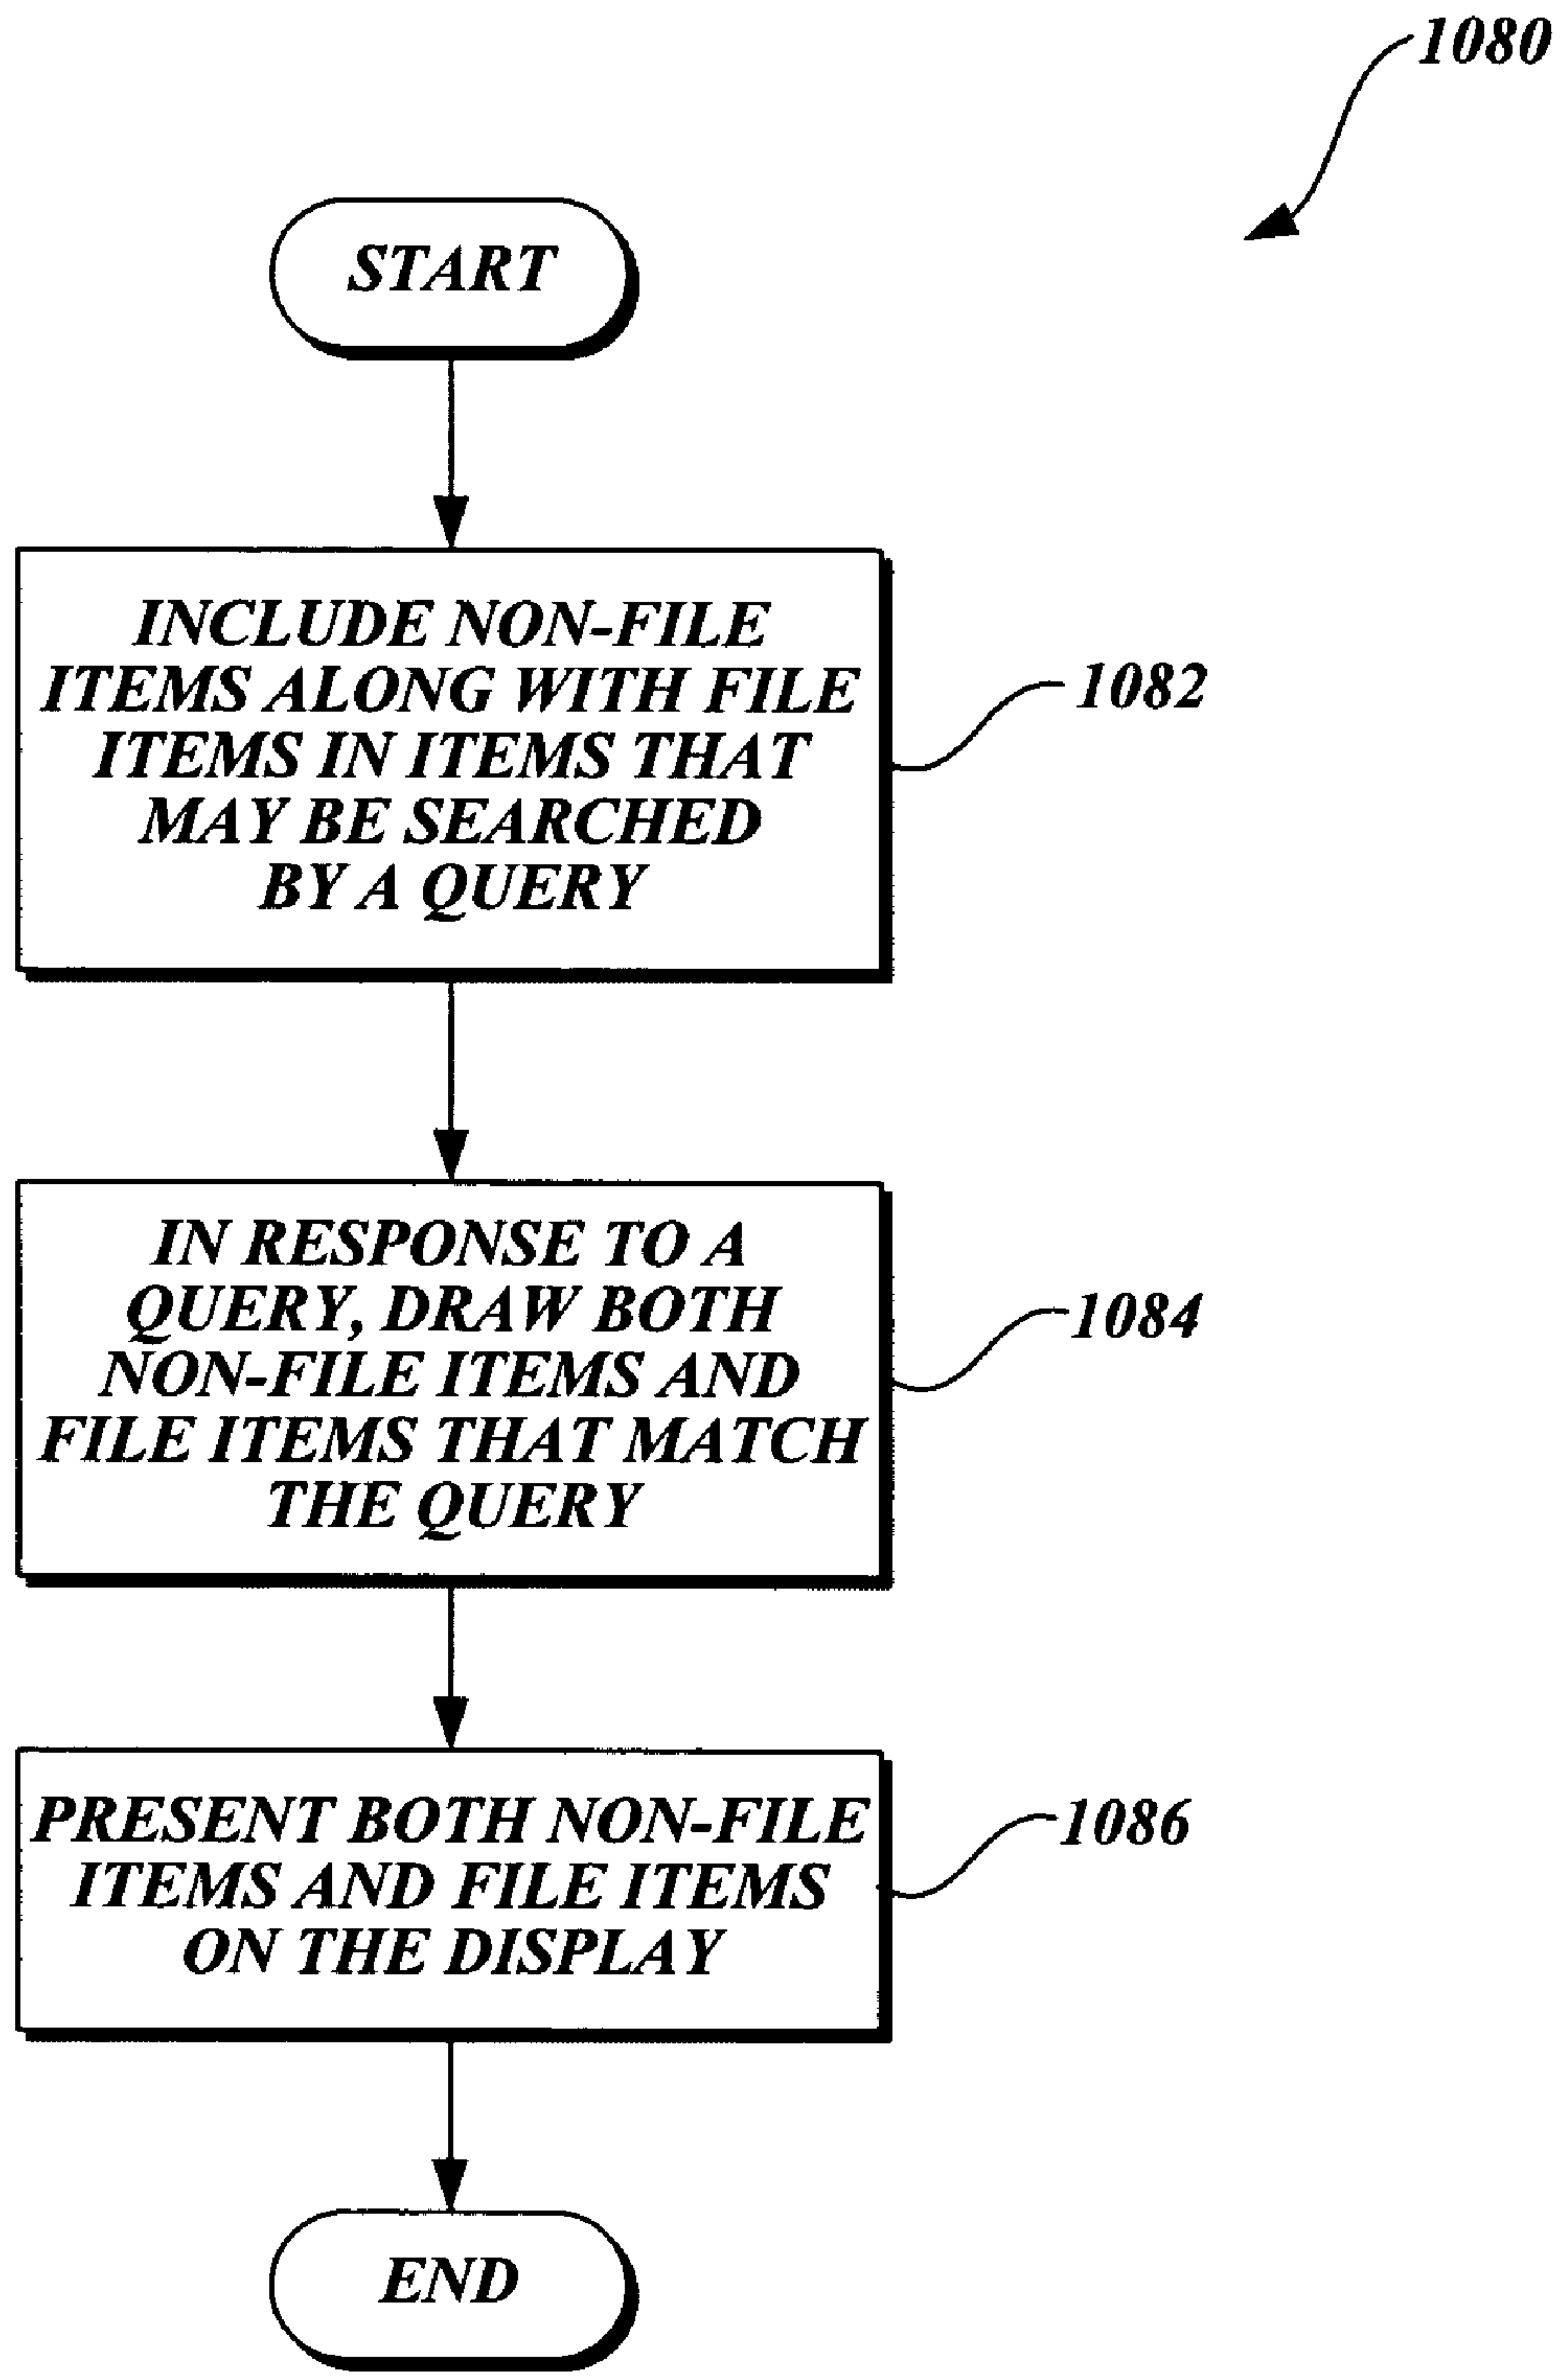 1080
START
INCLUDE NON-FILE
ITEMS ALONG WITH FILE
ITEMS IN ITEMS THAT
MAY BE SEARCHED
BY A QUERY
1082
IN RESPONSE TO A
QUERY, DRAW BOTH
NON-FILE ITEMS AND
FILE ITEMS THAT MATCH
THE QUERY
1084
PRESENT BOTH NON-FILE
ITEMS AND FILE ITEMS
ON THE DISPLAY
1086
END